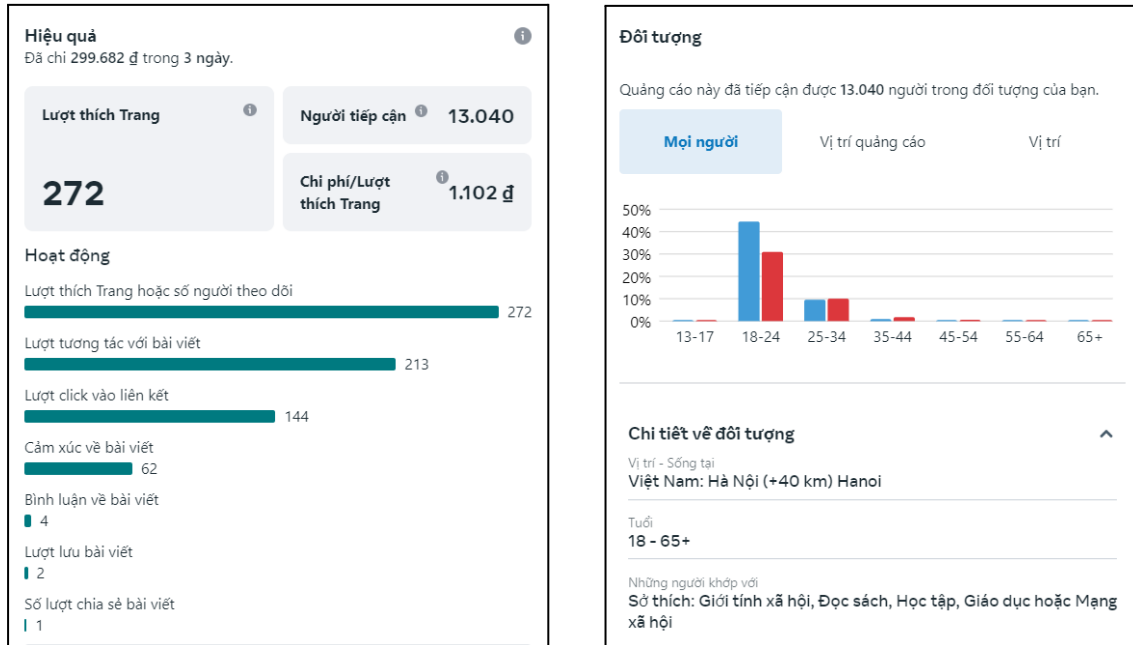 Hiệu quả
Đã chi 299.682 ₫ trong 3 ngày.
Lượt thích Trang
272
Người tiếp cận
13.040
Chi phí/Lượt
thích Trang
1.102 ₫
Hoạt động
Lượt thích Trang hoặc số người theo dõi
272
Lượt tương tác với bài viết
213
Lượt click vào liên kết
144
Cảm xúc về bài viết
62
Bình luận về bài viết
4
Lượt lưu bài viết
2
Số lượt chia sẻ bài viết
1
Đối tượng
Quảng cáo này đã tiếp cận được 13.040 người trong đối tượng của bạn.
Mọi người
Vị trí quảng cáo
Vị trí
50%
40%
30%
20%
10%
0%
13-17 18-24 25-34 35-44 45-54 55-64 65+
Chi tiết về đối tượng
Vị trí - Sống tại
Việt Nam: Hà Nội (+40 km) Hanoi
Tuổi
18 - 65+
Những người khớp với
Sở thích: Giới tính xã hội, Đọc sách, Học tập, Giáo dục hoặc Mạng
xã hội